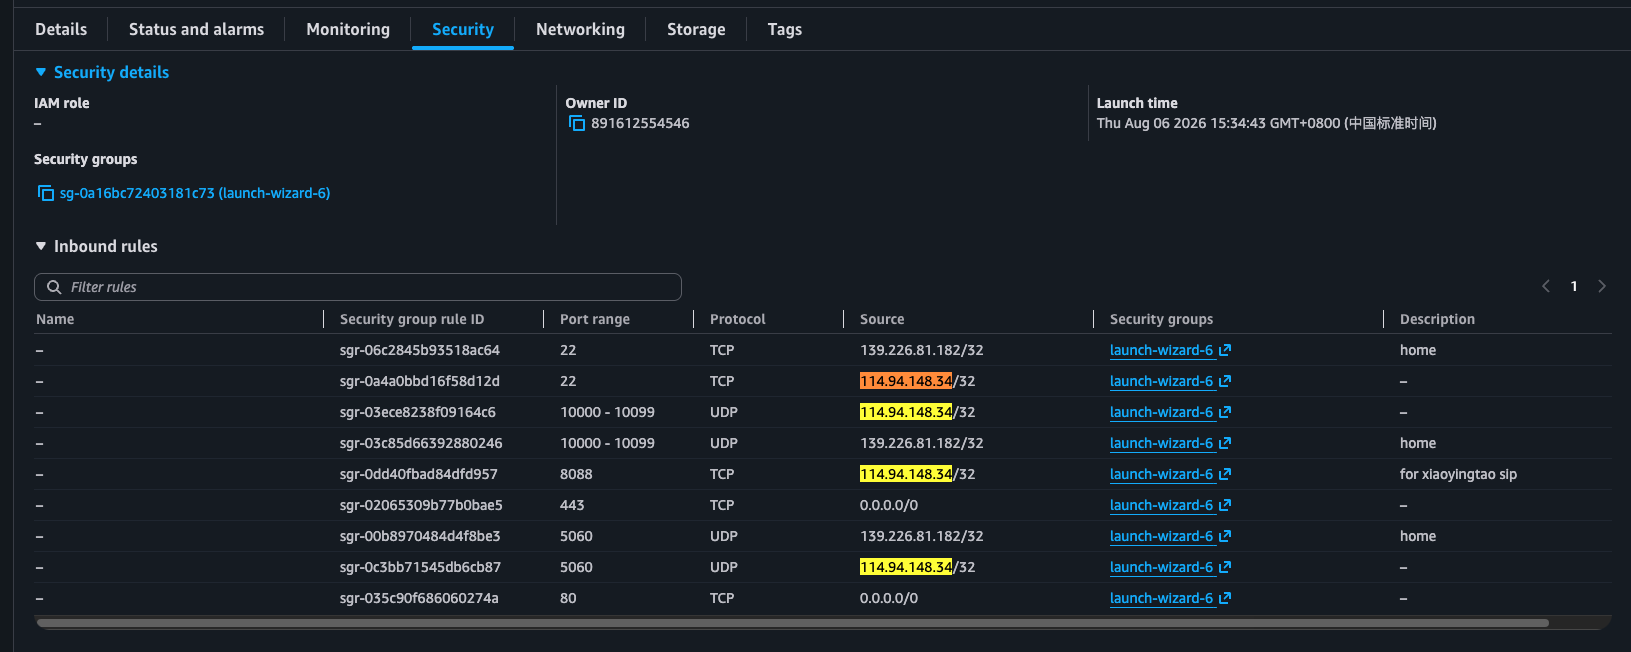 Details Status and alarms Monitoring Security Networking Storage Tags
Security details
IAM role Owner ID Launch time
– 891612554546 Thu Aug 06 2026 15:34:43 GMT+0800 (中国标准时间)
Security groups
sg-0a16bc72403181c73 (launch-wizard-6)
Inbound rules
Filter rules 1
Name Security group rule ID Port range Protocol Source Security groups Description
– sgr-06c2845b93518ac64 22 TCP 139.226.81.182/32 launch-wizard-6 home
– sgr-0a4a0bbd16f58d12d 22 TCP 114.94.148.34/32 launch-wizard-6 –
– sgr-03ece8238f09164c6 10000 - 10099 UDP 114.94.148.34/32 launch-wizard-6 –
– sgr-03c85d66392880246 10000 - 10099 UDP 139.226.81.182/32 launch-wizard-6 home
– sgr-0dd40fbad84dfd957 8088 TCP 114.94.148.34/32 launch-wizard-6 for xiaoyingtao sip
– sgr-02065309b77b0bae5 443 TCP 0.0.0.0/0 launch-wizard-6 –
– sgr-00b8970484d4f8be3 5060 UDP 139.226.81.182/32 launch-wizard-6 home
– sgr-0c3bb71545db6cb87 5060 UDP 114.94.148.34/32 launch-wizard-6 –
– sgr-035c90f686060274a 80 TCP 0.0.0.0/0 launch-wizard-6 –